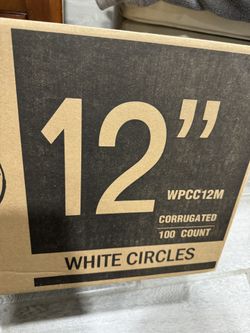 12”
WPCC12M
CORRUGATED
100 COUNT
WHITE CIRCLES